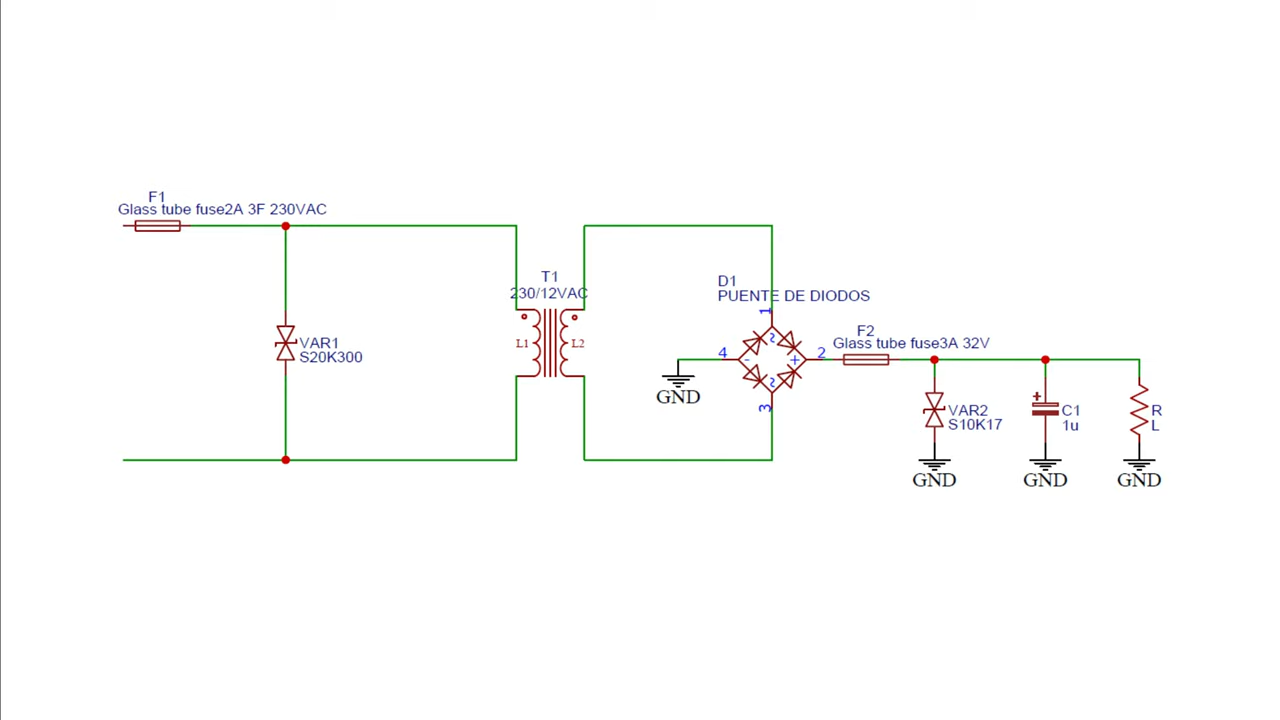 F1
Glass tube fuse2A 3F 230VAC
VAR1
S20K300
T1
230/12VAC
L1
L2
D1
PUENTE DE DIODOS
1
2
3
4
~
~
-
+
GND
F2
Glass tube fuse3A 32V
VAR2
S10K17
GND
+
C1
1u
GND
R
L
GND